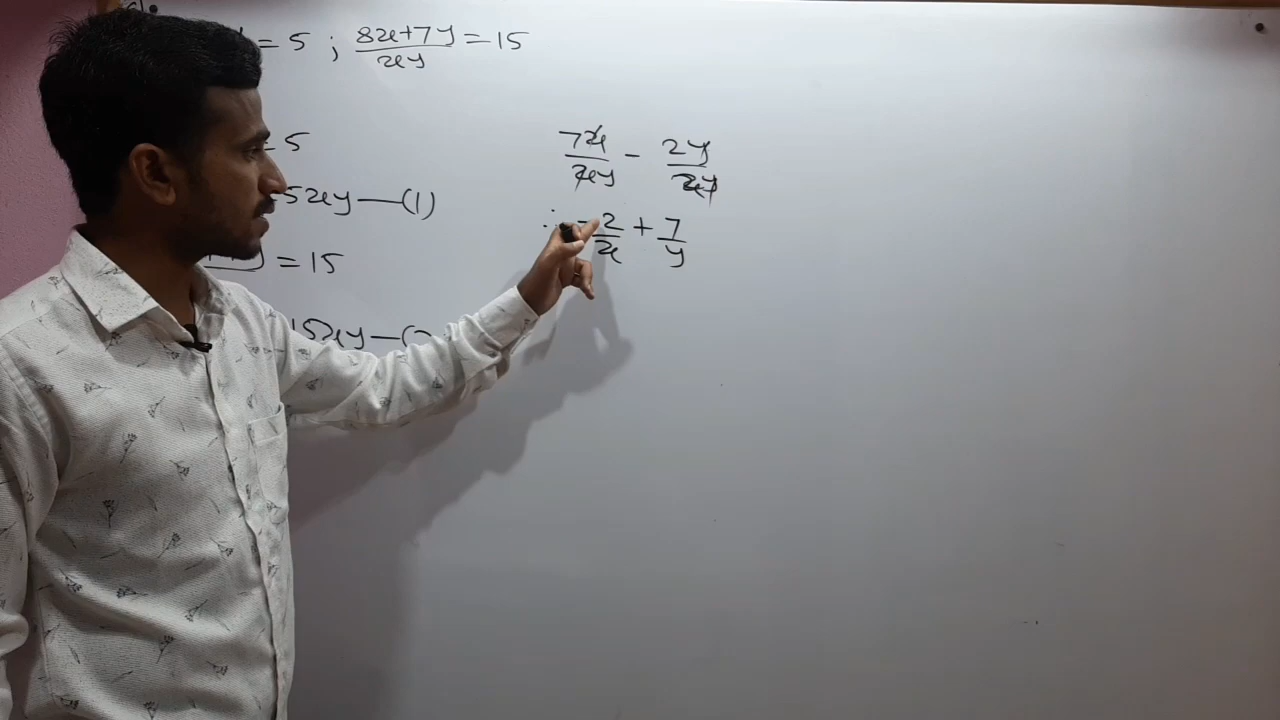 = 5 ; 8x+7y/xy = 15
= 5
5xy — (1)
= 15
15xy — (2
7x/xy - 2y/xy
∴ -2/x + 7/y